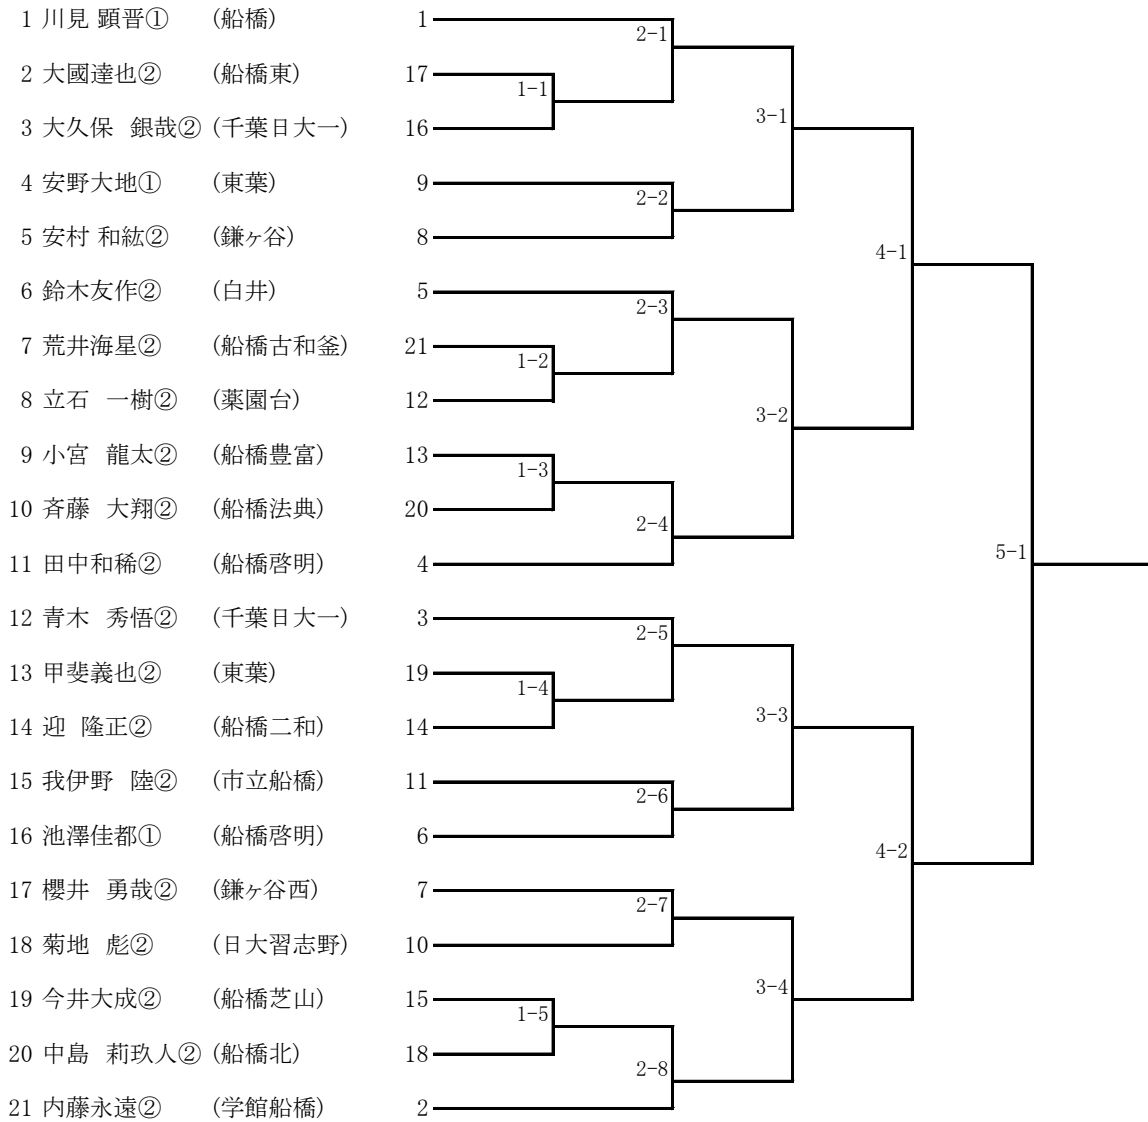 1 川見 顕晋① (船橋) 1
2-1
2 大國達也② (船橋東) 17
1-1
3 大久保 銀哉② (千葉日大一) 16
3-1
4 安野大地① (東葉) 9
2-2
5 安村 和紘② (鎌ヶ谷) 8
4-1
6 鈴木友作② (白井) 5
2-3
7 荒井海星② (船橋古和釜) 21
1-2
8 立石 一樹② (薬園台) 12
3-2
9 小宮 龍太② (船橋豊富) 13
1-3
10 斉藤 大翔② (船橋法典) 20
2-4
11 田中和稀② (船橋啓明) 4
5-1
12 青木 秀悟② (千葉日大一) 3
2-5
13 甲斐義也② (東葉) 19
1-4
14 迎 隆正② (船橋二和) 14
3-3
15 我伊野 陸② (市立船橋) 11
2-6
16 池澤佳都① (船橋啓明) 6
4-2
17 櫻井 勇哉② (鎌ヶ谷西) 7
2-7
18 菊地 彪② (日大習志野) 10
3-4
19 今井大成② (船橋芝山) 15
1-5
20 中島 莉玖人② (船橋北) 18
2-8
21 内藤永遠② (学館船橋) 2